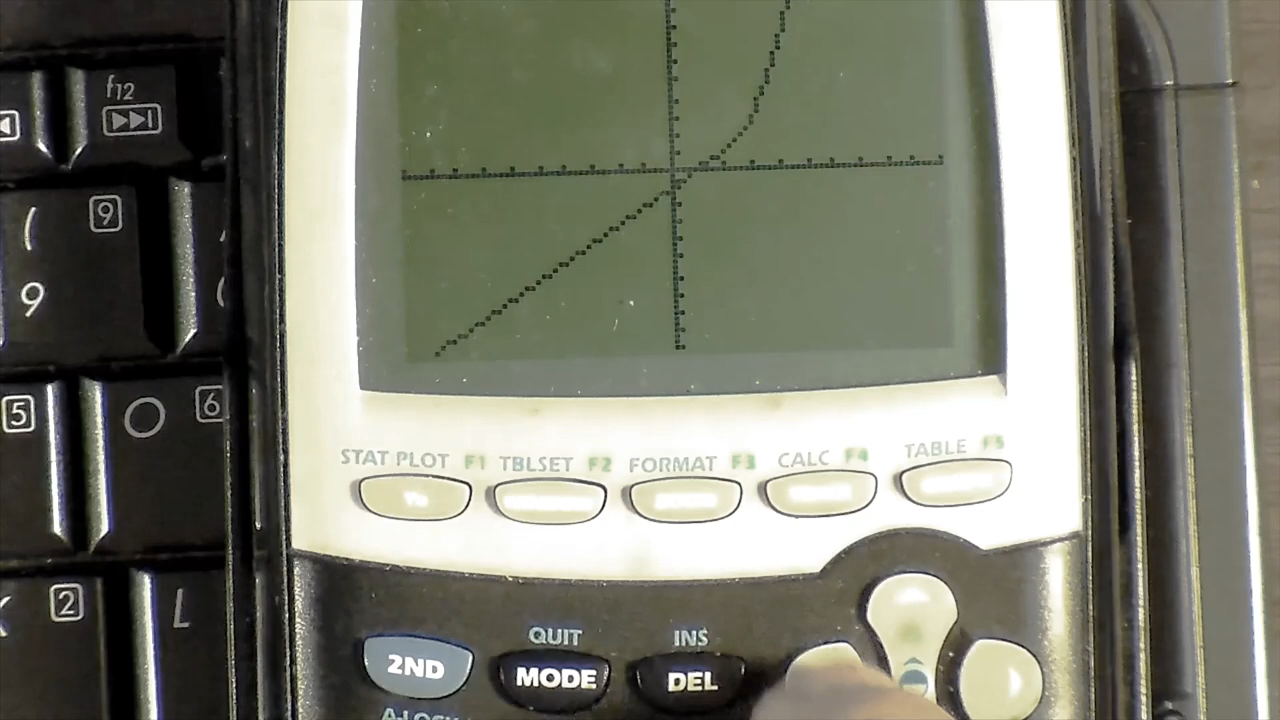 f12
( 9
9
5 6
2
L
STAT PLOT F1 TBLSET F2 FORMAT F3 CALC F4 TABLE F5
Y=
QUIT INS
2ND MODE DEL
A-LOCK